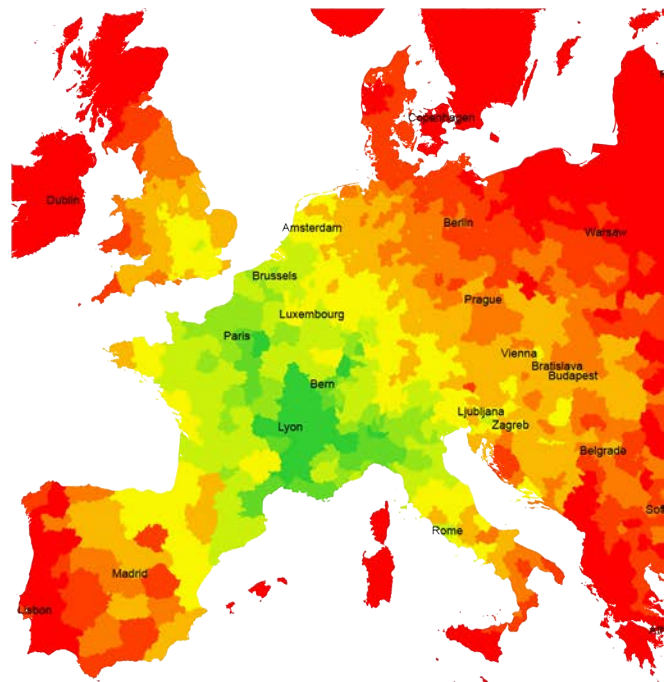 Copenhagen
Dublin
Amsterdam
Berlin
Warsaw
Brussels
Prague
Luxembourg
Paris
Vienna
Bratislava
Budapest
Bern
Ljubljana
Zagreb
Lyon
Belgrade
Sof
Rome
Madrid
Lisbon